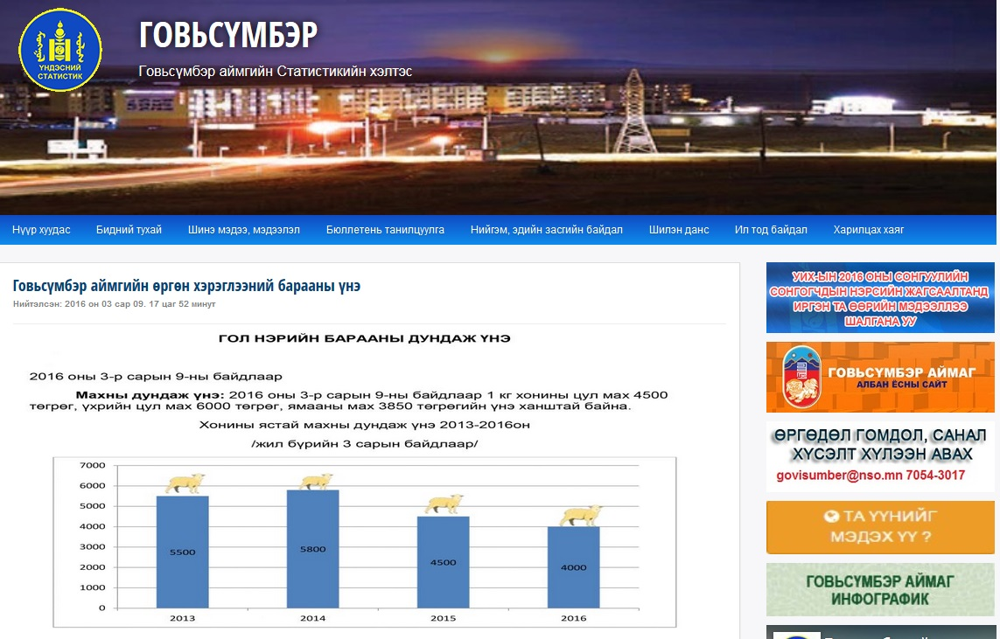 ҮНДЭСНИЙ
СТАТИСТИК
ГОВЬСҮМБЭР
Говьсүмбэр аймгийн Статистикийн хэлтэс
Нүүр хуудас Бидний тухай Шинэ мэдээ, мэдээлэл Бюллетень танилцуулга Нийгэм, эдийн засгийн байдал Шилэн данс Ил тод байдал Харилцах хаяг
Говьсүмбэр аймгийн өргөн хэрэглээний барааны үнэ
Нийтэлсэн: 2016 он 03 сар 09. 17 цаг 52 минут
ГОЛ НЭРИЙН БАРААНЫ ДУНДАЖ ҮНЭ
2016 оны 3-р сарын 9-ны байдлаар
Махны дундаж үнэ: 2016 оны 3-р сарын 9-ны байдлаар 1 кг хонины цул мах 4500
төгрөг, үхрийн цул мах 6000 төгрөг, ямааны мах 3850 төгрөгийн үнэ ханштай байна.
Хонины ястай махны дундаж үнэ 2013-2016он
/жил бүрийн 3 сарын байдлаар/
7000
6000
5000
4000
3000
2000
1000
0
5500
5800
4500
4000
2013 2014 2015 2016
УИХ-ЫН 2016 ОНЫ СОНГУУЛИЙН
СОНГОГЧДЫН НЭРСИЙН ЖАГСААЛТАНД
ИРГЭН ТА ӨӨРИЙН МЭДЭЭЛЛЭЭ
ШАЛГАНА УУ
ГОВЬСҮМБЭР АЙМАГ
АЛБАН ЁСНЫ САЙТ
ӨРГӨДӨЛ ГОМДОЛ, САНАЛ
ХҮСЭЛТ ХҮЛЭЭН АВАХ
govisumber@nso.mn 7054-3017
ТА ҮҮНИЙГ
МЭДЭХ ҮҮ ?
ГОВЬСҮМБЭР АЙМАГ
ИНФОГРАФИК